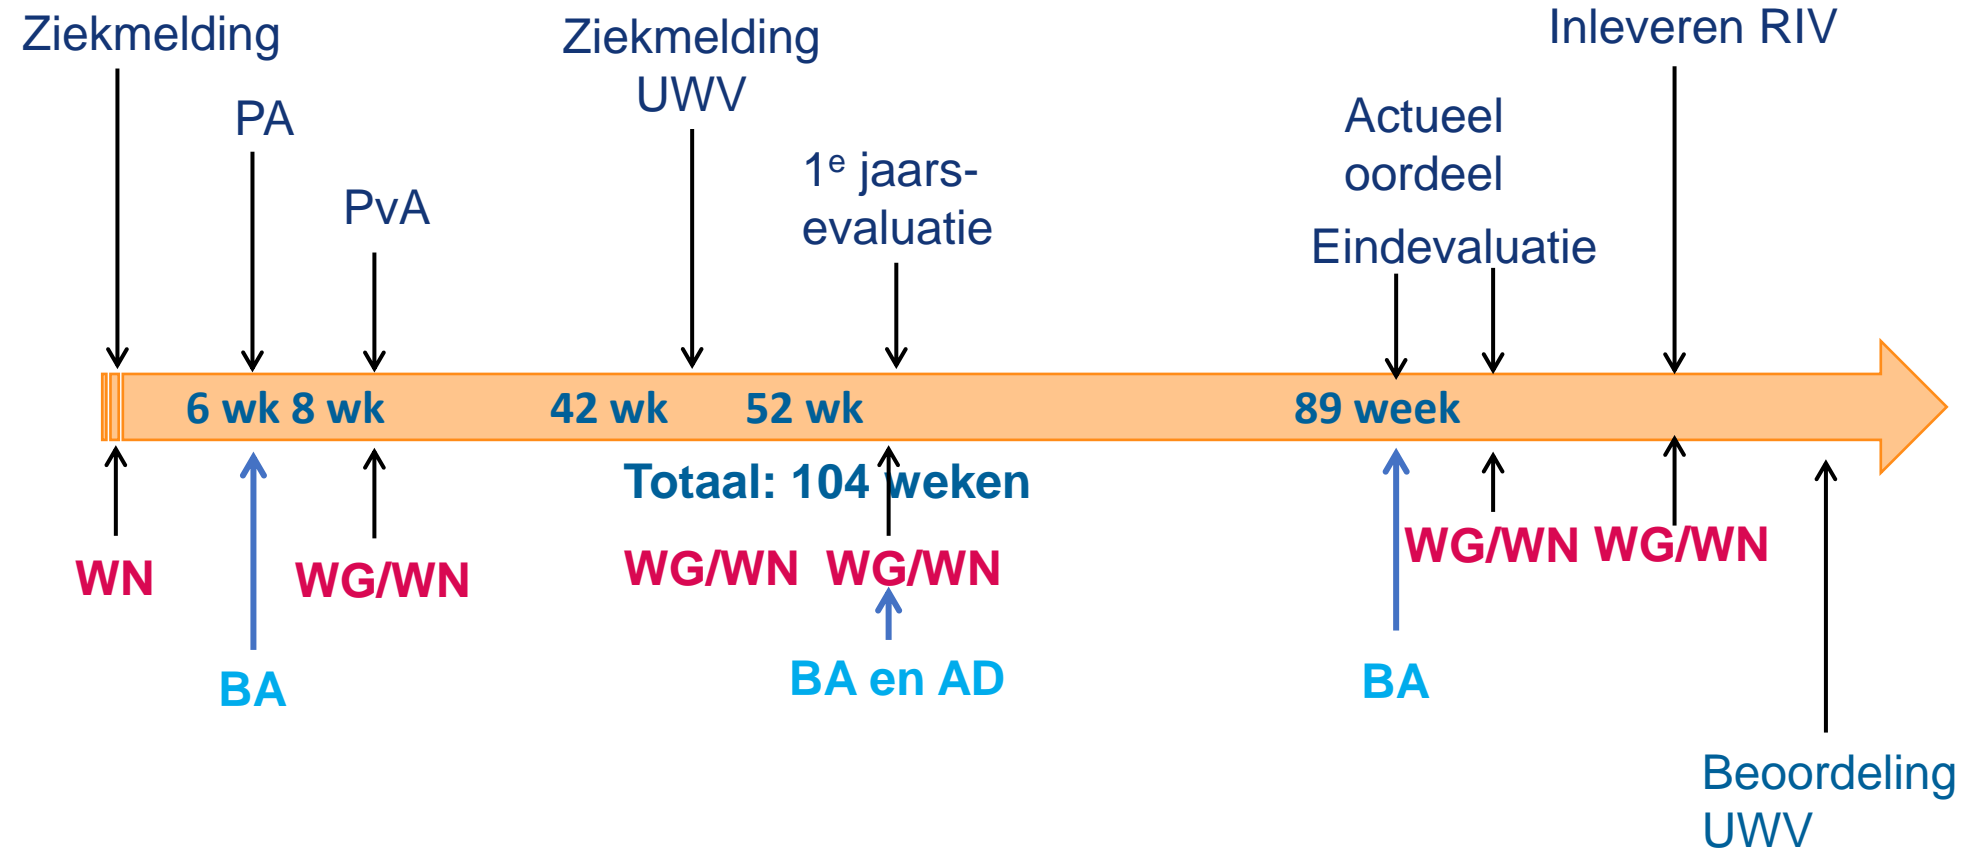 Ziekmelding
PA
PvA
Ziekmelding
UWV
1e jaars-
evaluatie
Actueel
oordeel
Eindevaluatie
Inleveren RIV
6 wk 8 wk
42 wk
52 wk
89 week
Totaal: 104 weken
WN
WG/WN
WG/WN
WG/WN
WG/WN
WG/WN
BA
BA en AD
BA
Beoordeling
UWV